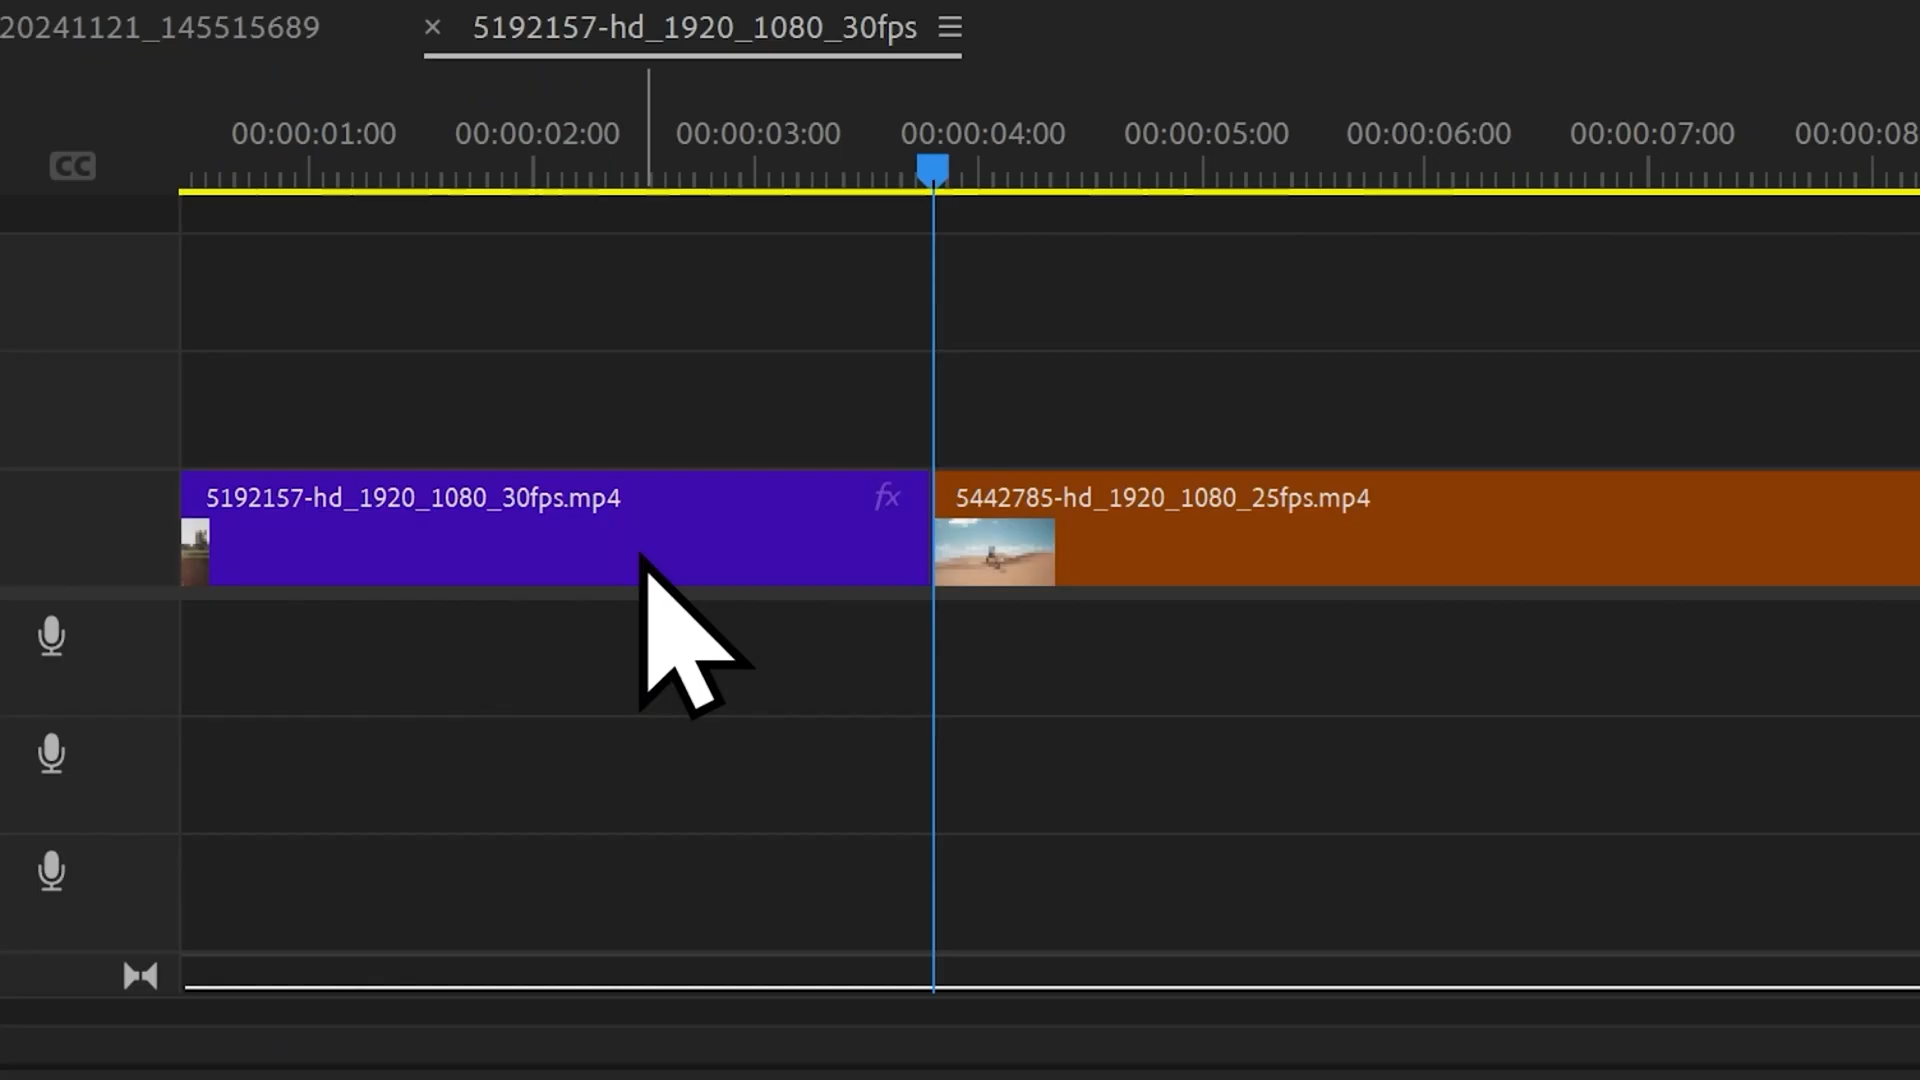 20241121_145515689
× 5192157-hd_1920_1080_30fps
00:00:01:00 00:00:02:00 00:00:03:00 00:00:04:00 00:00:05:00 00:00:06:00 00:00:07:00 00:00:08
CC
5192157-hd_1920_1080_30fps.mp4 fx
5442785-hd_1920_1080_25fps.mp4